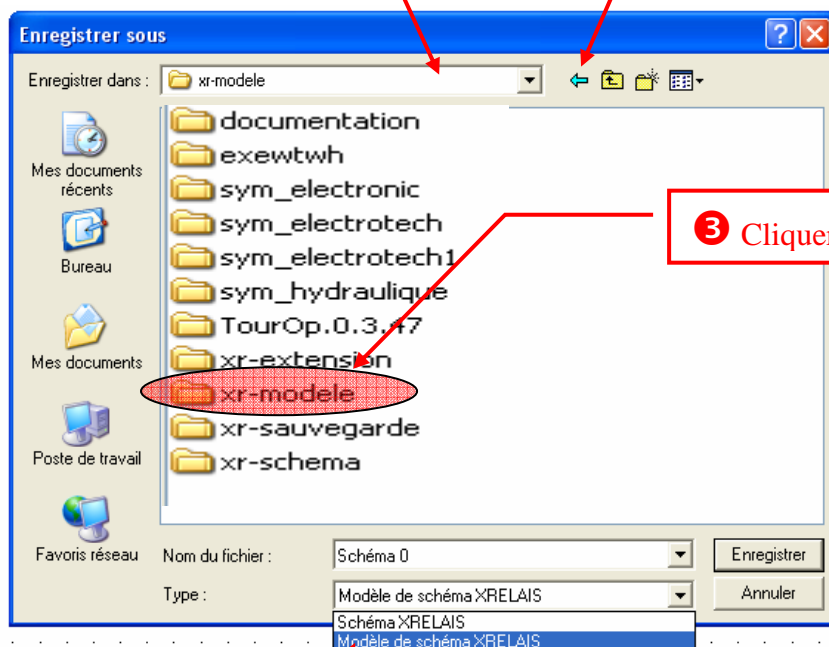 Enregistrer sous
Enregistrer dans :
xr-modele
Mes documents
récents
Bureau
Mes documents
Poste de travail
Favoris réseau
documentation
exewtwh
sym_electronic
sym_electrotech
sym_electrotech1
sym_hydraulique
TourOp.0.3.47
xr-extension
xr-modele
xr-sauvegarde
xr-schema
❸ Cliquer
Nom du fichier :
Schéma 0
Enregistrer
Type :
Modèle de schéma XRELAIS
Annuler
Schéma XRELAIS
Modèle de schéma XRELAIS